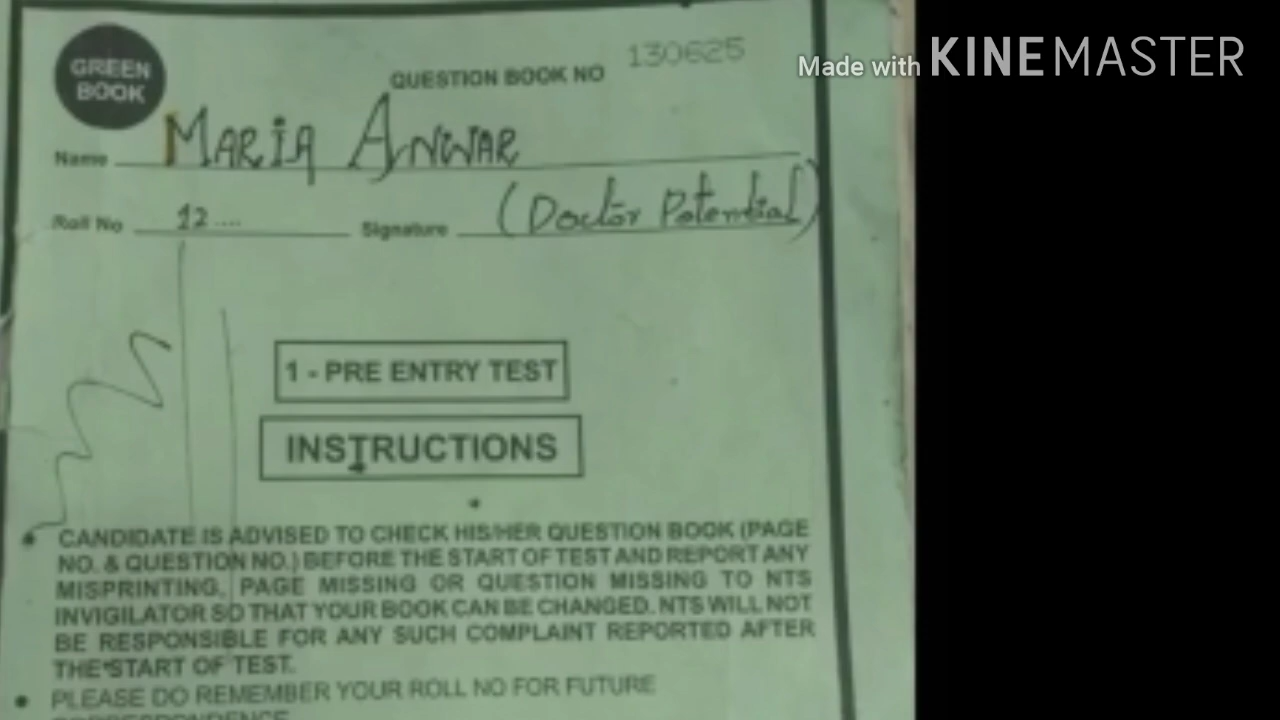 GREEN
BOOK
QUESTION BOOK NO 130625
Made with KINEMASTER
Name MARIA ANWAR
Roll No 12.... Signature (Doctor Potential)
1 - PRE ENTRY TEST
INSTRUCTIONS
• CANDIDATE IS ADVISED TO CHECK HIS/HER QUESTION BOOK (PAGE
NO. & QUESTION NO.) BEFORE THE START OF TEST AND REPORT ANY
MISPRINTING, PAGE MISSING OR QUESTION MISSING TO NTS
INVIGILATOR SO THAT YOUR BOOK CAN BE CHANGED. NTS WILL NOT
BE RESPONSIBLE FOR ANY SUCH COMPLAINT REPORTED AFTER
THE START OF TEST.
• PLEASE DO REMEMBER YOUR ROLL NO FOR FUTURE
CORRESPONDENCE